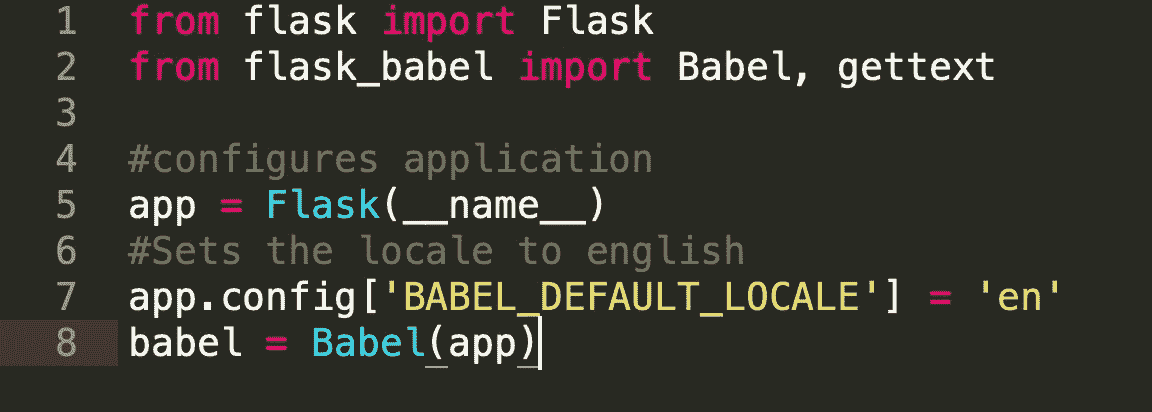 1 from flask import Flask
2 from flask_babel import Babel, gettext
3
4 #configures application
5 app = Flask(__name__)
6 #Sets the locale to english
7 app.config['BABEL_DEFAULT_LOCALE'] = 'en'
8 babel = Babel(app)